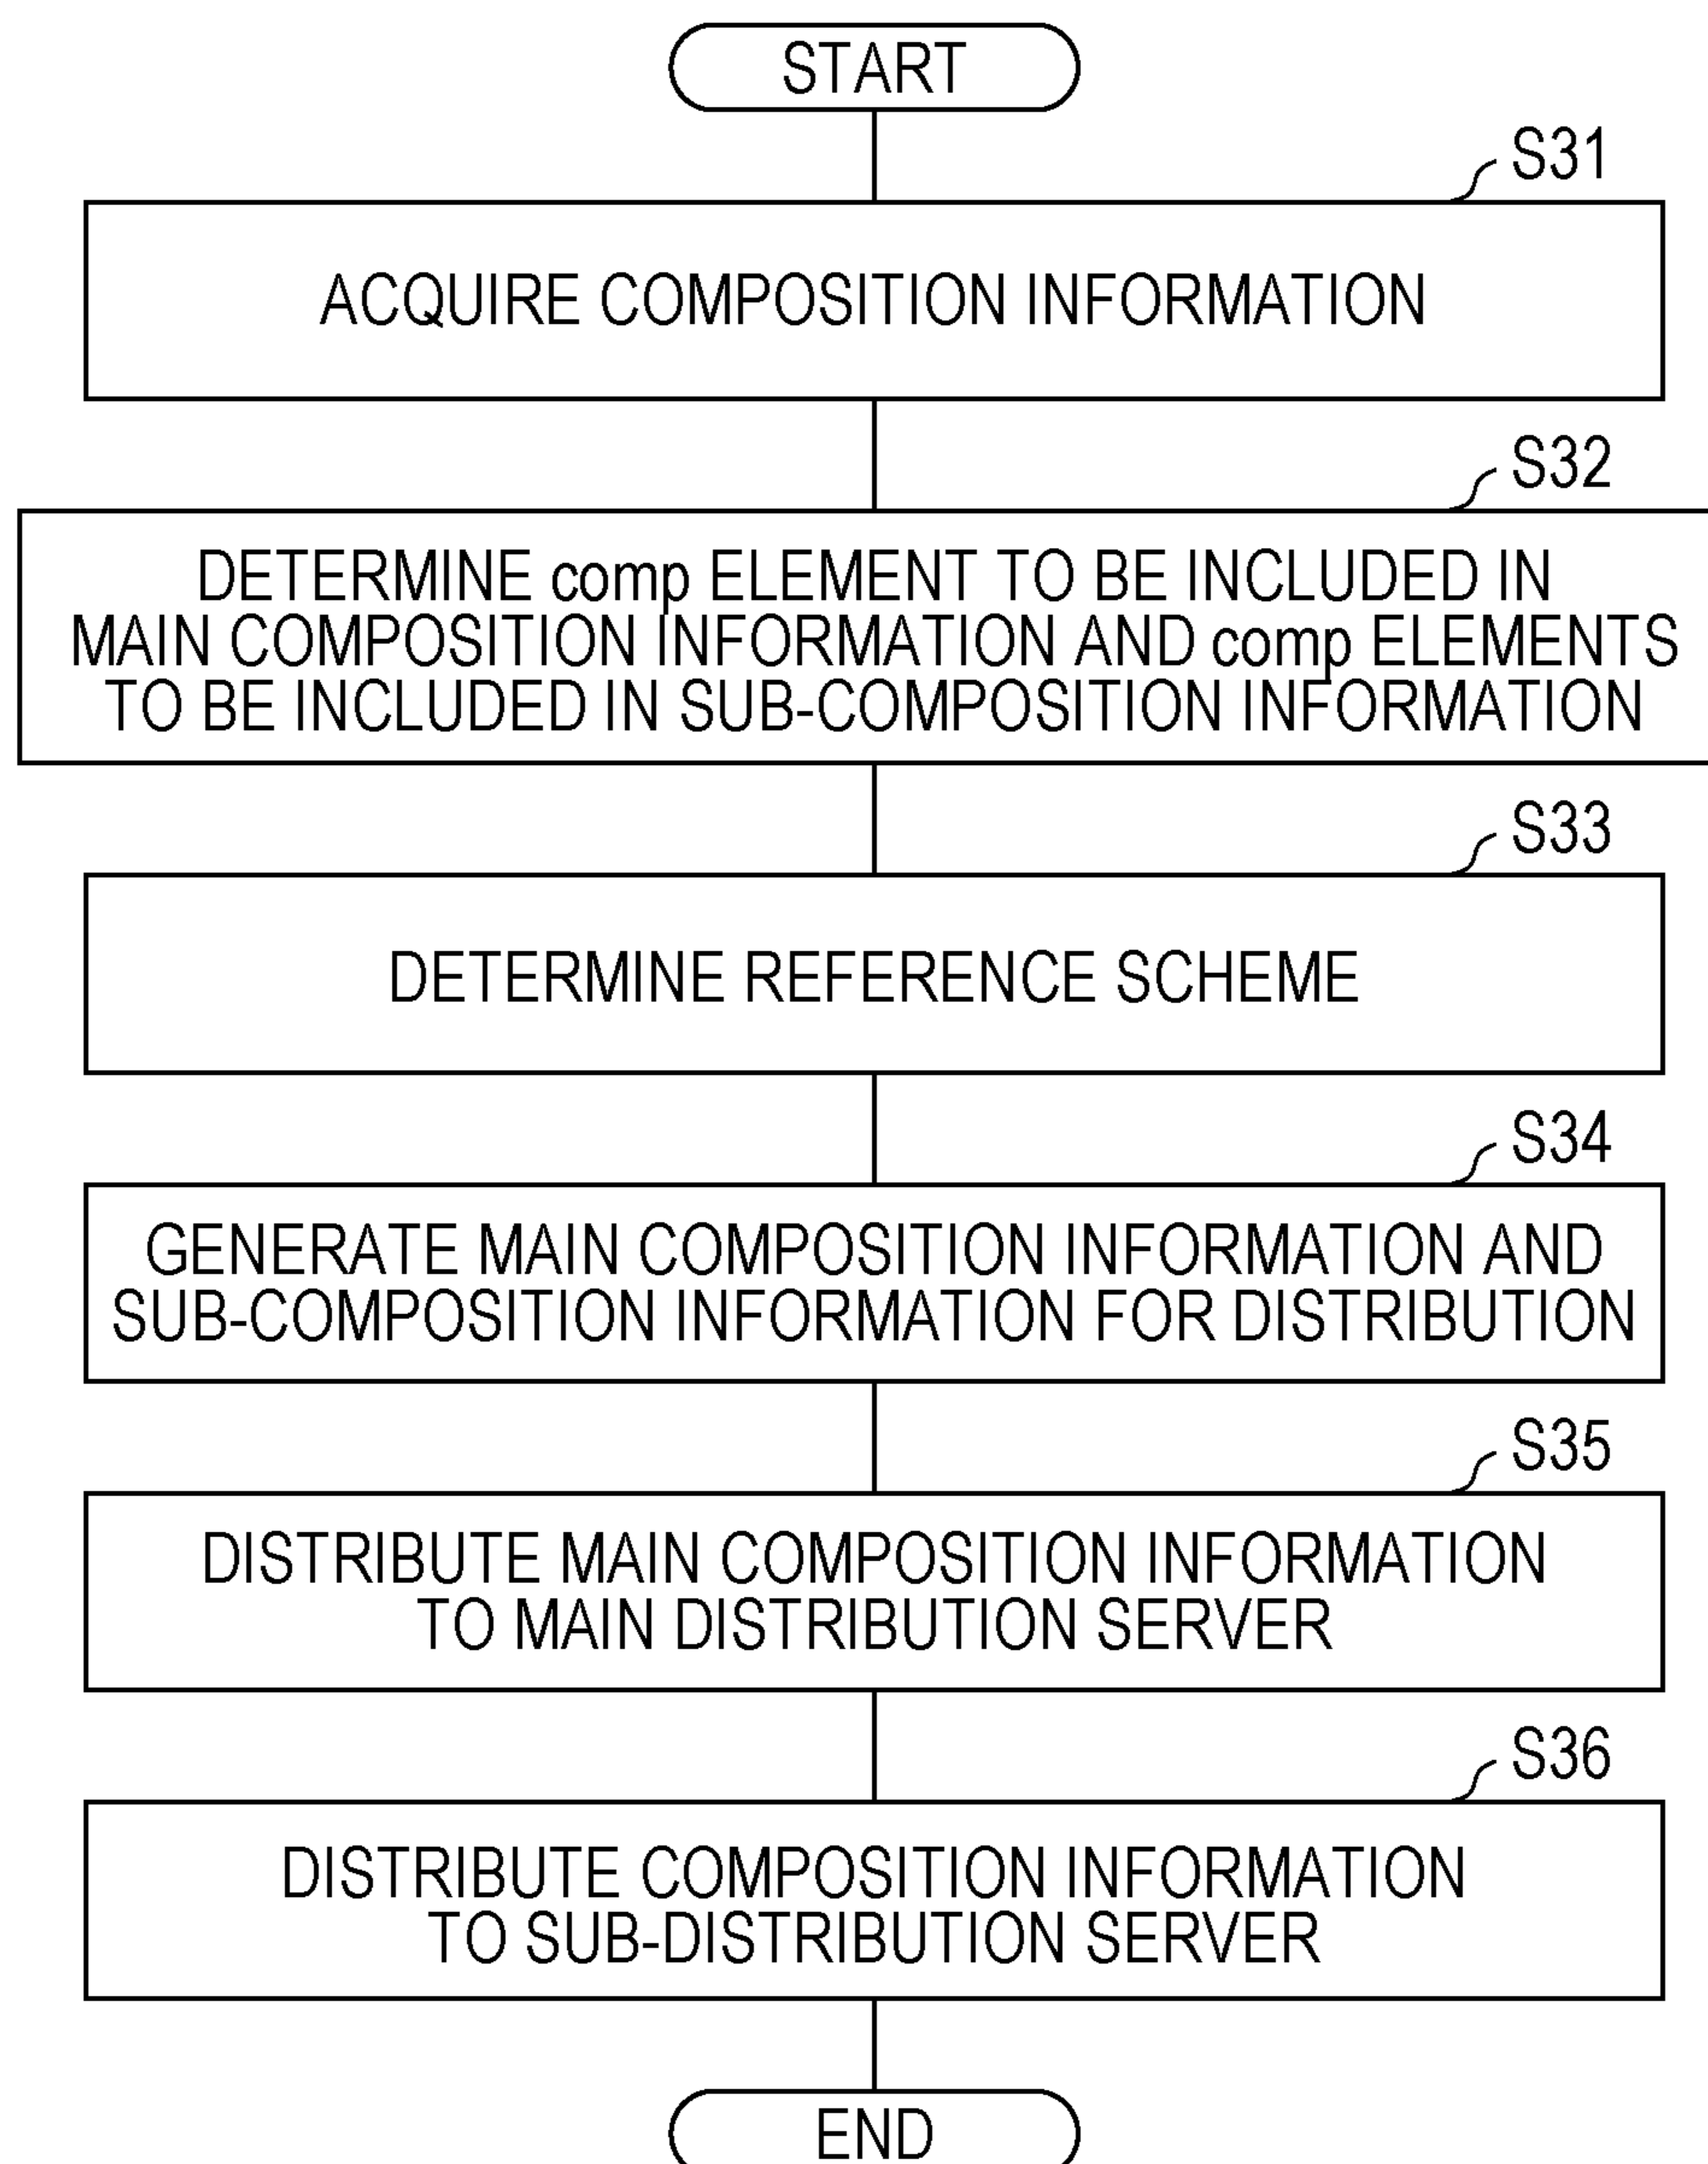 START
S31
ACQUIRE COMPOSITION INFORMATION
S32
DETERMINE comp ELEMENT TO BE INCLUDED IN
MAIN COMPOSITION INFORMATION AND comp ELEMENTS
TO BE INCLUDED IN SUB-COMPOSITION INFORMATION
S33
DETERMINE REFERENCE SCHEME
S34
GENERATE MAIN COMPOSITION INFORMATION AND
SUB-COMPOSITION INFORMATION FOR DISTRIBUTION
S35
DISTRIBUTE MAIN COMPOSITION INFORMATION
TO MAIN DISTRIBUTION SERVER
S36
DISTRIBUTE COMPOSITION INFORMATION
TO SUB-DISTRIBUTION SERVER
END